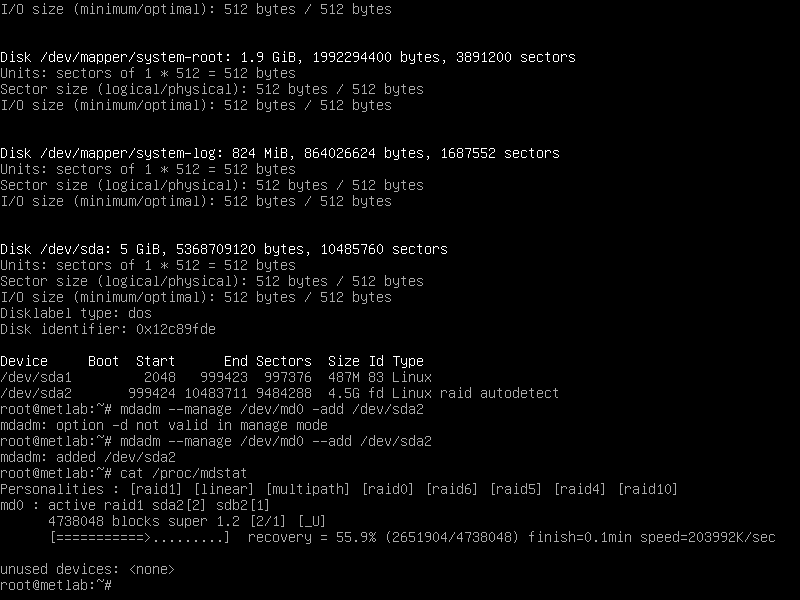 I/O size (minimum/optimal): 512 bytes / 512 bytes
Disk /dev/mapper/system-root: 1.9 GiB, 1992294400 bytes, 3891200 sectors
Units: sectors of 1 * 512 = 512 bytes
Sector size (logical/physical): 512 bytes / 512 bytes
I/O size (minimum/optimal): 512 bytes / 512 bytes
Disk /dev/mapper/system-log: 824 MiB, 864026624 bytes, 1687552 sectors
Units: sectors of 1 * 512 = 512 bytes
Sector size (logical/physical): 512 bytes / 512 bytes
I/O size (minimum/optimal): 512 bytes / 512 bytes
Disk /dev/sda: 5 GiB, 5368709120 bytes, 10485760 sectors
Units: sectors of 1 * 512 = 512 bytes
Sector size (logical/physical): 512 bytes / 512 bytes
I/O size (minimum/optimal): 512 bytes / 512 bytes
Disklabel type: dos
Disk identifier: 0x12c89fde
Device     Boot  Start      End Sectors  Size Id Type
/dev/sda1         2048   999423  997376  487M 83 Linux
/dev/sda2       999424 10483711 9484288  4.5G fd Linux raid autodetect
root@metlab:~# mdadm --manage /dev/md0 -add /dev/sda2
mdadm: option -d not valid in manage mode
root@metlab:~# mdadm --manage /dev/md0 --add /dev/sda2
mdadm: added /dev/sda2
root@metlab:~# cat /proc/mdstat
Personalities : [raid1] [linear] [multipath] [raid0] [raid6] [raid5] [raid4] [raid10]
md0 : active raid1 sda2[2] sdb2[1]
      4738048 blocks super 1.2 [2/1] [_U]
      [===========>.........]  recovery = 55.9% (2651904/4738048) finish=0.1min speed=203992K/sec
unused devices: <none>
root@metlab:~#